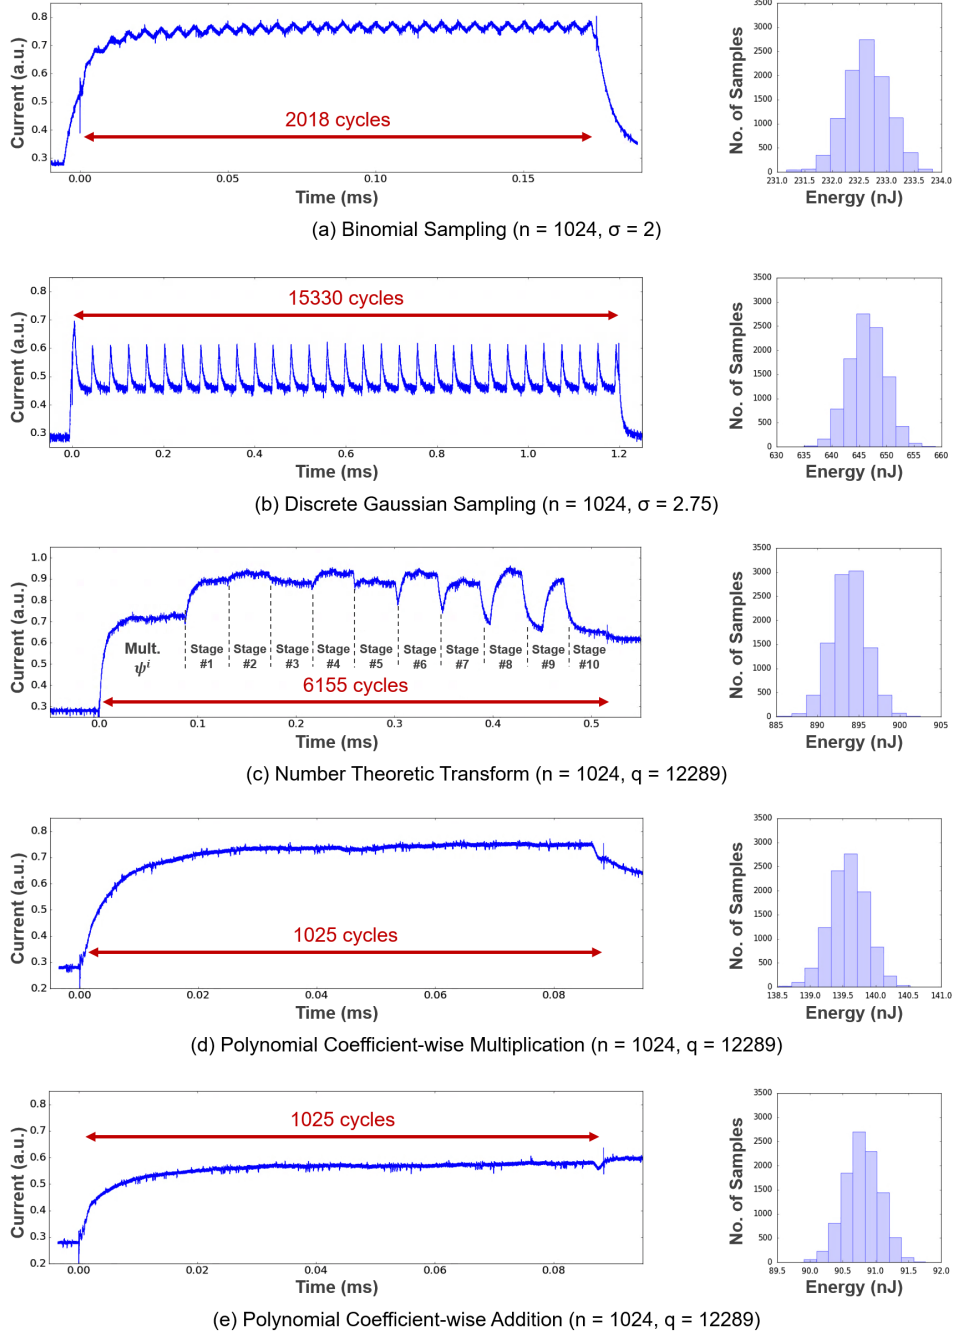 0.8
0.7
0.6
0.5
0.4
0.3
Current (a.u.)
2018 cycles
0.00 0.05 0.10 0.15
Time (ms)
3500
3000
2500
2000
1500
1000
500
0
No. of Samples
231.0 231.5 232.0 232.5 233.0 233.5 234.0
Energy (nJ)
(a) Binomial Sampling (n = 1024, σ = 2)
0.8
0.7
0.6
0.5
0.4
0.3
Current (a.u.)
15330 cycles
0.0 0.2 0.4 0.6 0.8 1.0 1.2
Time (ms)
3500
3000
2500
2000
1500
1000
500
0
No. of Samples
630 635 640 645 650 655 660
Energy (nJ)
(b) Discrete Gaussian Sampling (n = 1024, σ = 2.75)
1.0
0.9
0.8
0.7
0.6
0.5
0.4
0.3
Current (a.u.)
Mult. Stage Stage Stage Stage Stage Stage Stage Stage Stage Stage
ψⁱ #1 #2 #3 #4 #5 #6 #7 #8 #9 #10
6155 cycles
0.0 0.1 0.2 0.3 0.4 0.5
Time (ms)
3500
3000
2500
2000
1500
1000
500
0
No. of Samples
885 890 895 900 905
Energy (nJ)
(c) Number Theoretic Transform (n = 1024, q = 12289)
0.8
0.7
0.6
0.5
0.4
0.3
0.2
Current (a.u.)
1025 cycles
0.00 0.02 0.04 0.06 0.08
Time (ms)
3500
3000
2500
2000
1500
1000
500
0
No. of Samples
138.5 139.0 139.5 140.0 140.5 141.0
Energy (nJ)
(d) Polynomial Coefficient-wise Multiplication (n = 1024, q = 12289)
0.8
0.7
0.6
0.5
0.4
0.3
0.2
Current (a.u.)
1025 cycles
0.00 0.02 0.04 0.06 0.08
Time (ms)
3500
3000
2500
2000
1500
1000
500
0
No. of Samples
89.5 90.0 90.5 91.0 91.5 92.0
Energy (nJ)
(e) Polynomial Coefficient-wise Addition (n = 1024, q = 12289)